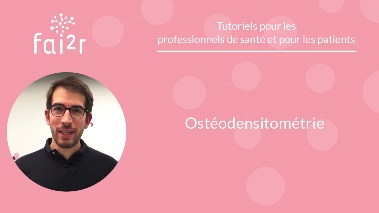 fai2r
Tutoriels pour les
professionnels de santé et pour les patients
Ostéodensitométrie